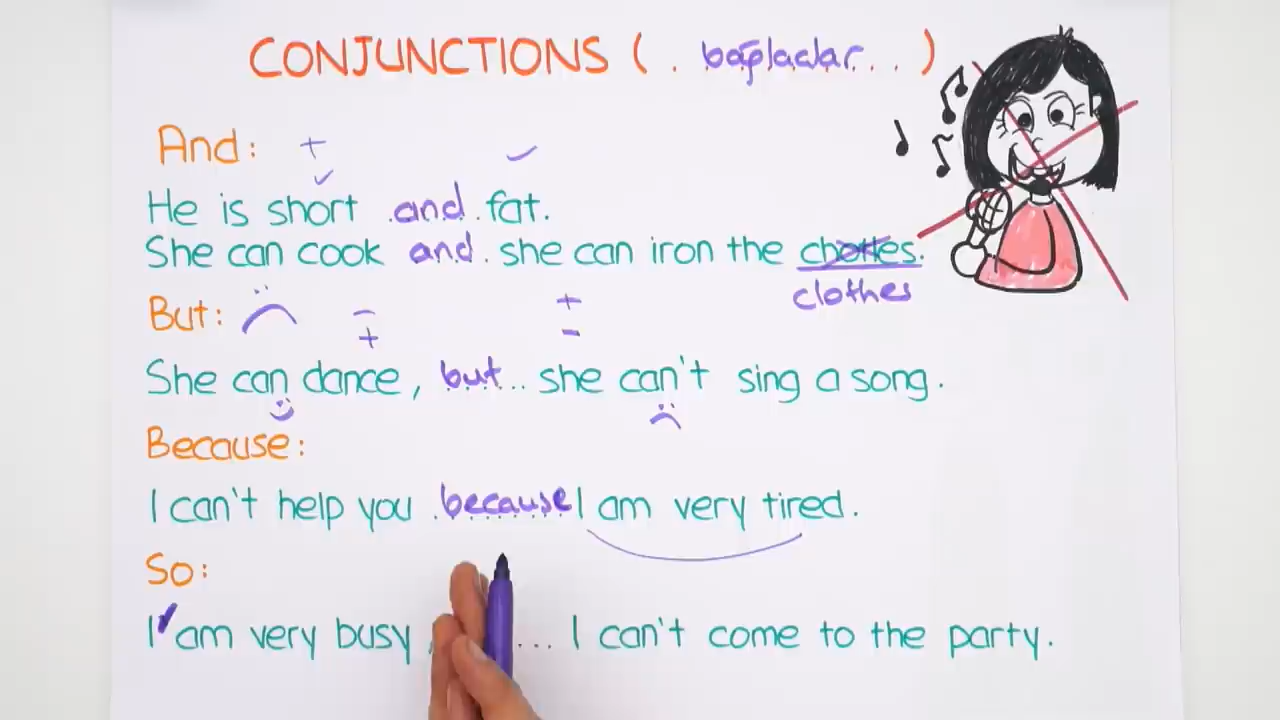 CONJUNCTIONS ( . bağlaçlar. . . )
And: +
He is short .and. fat.
She can cook and. she can iron the chottes.
clothes
But: - +
+ -
She can dance, but... she can't sing a song.
Because:
I can't help you .because I am very tired.
So:
I am very busy ... I can't come to the party.